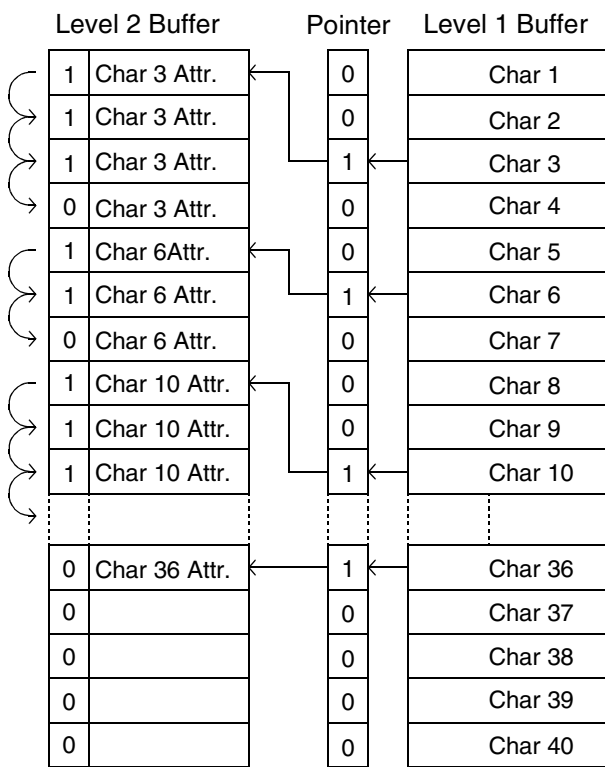 Level 2 Buffer Pointer Level 1 Buffer
1 Char 3 Attr. 0 Char 1
1 Char 3 Attr. 0 Char 2
1 Char 3 Attr. 1 Char 3
0 Char 3 Attr. 0 Char 4
1 Char 6Attr. 0 Char 5
1 Char 6 Attr. 1 Char 6
0 Char 6 Attr. 0 Char 7
1 Char 10 Attr. 0 Char 8
1 Char 10 Attr. 0 Char 9
1 Char 10 Attr. 1 Char 10
0 Char 36 Attr. 1 Char 36
0 0 Char 37
0 0 Char 38
0 0 Char 39
0 0 Char 40